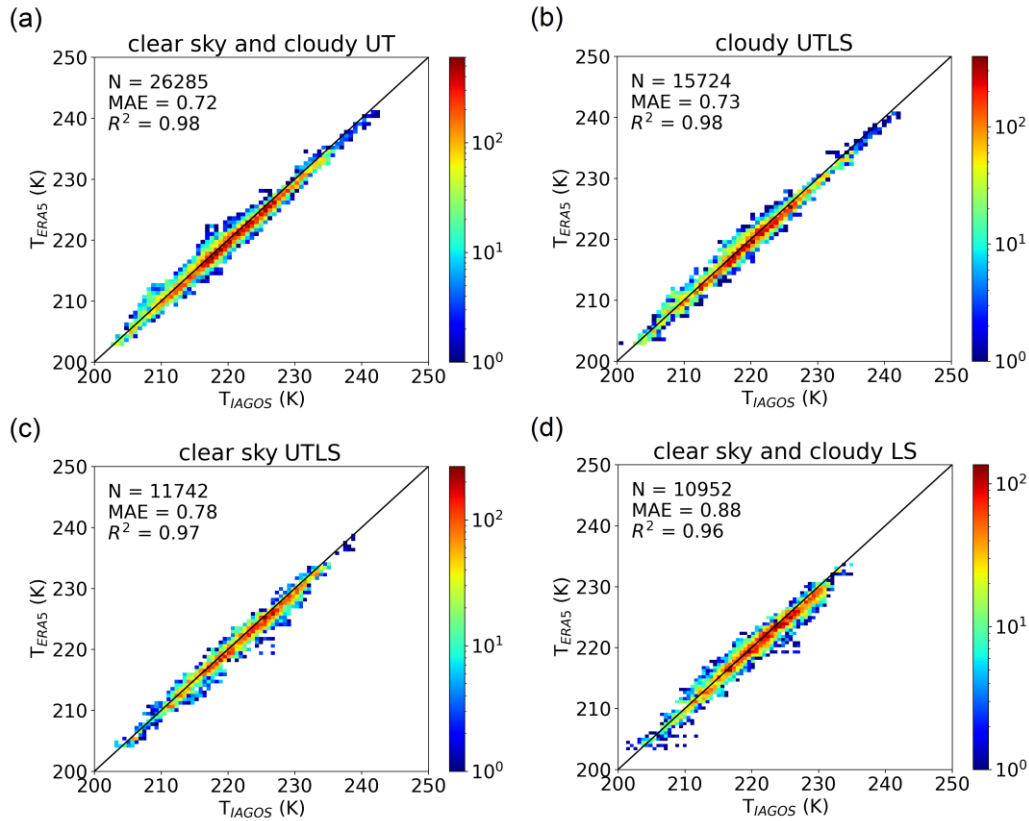 (a)
clear sky and cloudy UT
N = 26285
MAE = 0.72
R² = 0.98
250
240
230
220
210
200
T_ERA5 (K)
200 210 220 230 240 250
T_IAGOS (K)
10²
10¹
10⁰
(b)
cloudy UTLS
N = 15724
MAE = 0.73
R² = 0.98
250
240
230
220
210
200
T_ERA5 (K)
200 210 220 230 240 250
T_IAGOS (K)
10²
10¹
10⁰
(c)
clear sky UTLS
N = 11742
MAE = 0.78
R² = 0.97
250
240
230
220
210
200
T_ERA5 (K)
200 210 220 230 240 250
T_IAGOS (K)
10²
10¹
10⁰
(d)
clear sky and cloudy LS
N = 10952
MAE = 0.88
R² = 0.96
250
240
230
220
210
200
T_ERA5 (K)
200 210 220 230 240 250
T_IAGOS (K)
10²
10¹
10⁰